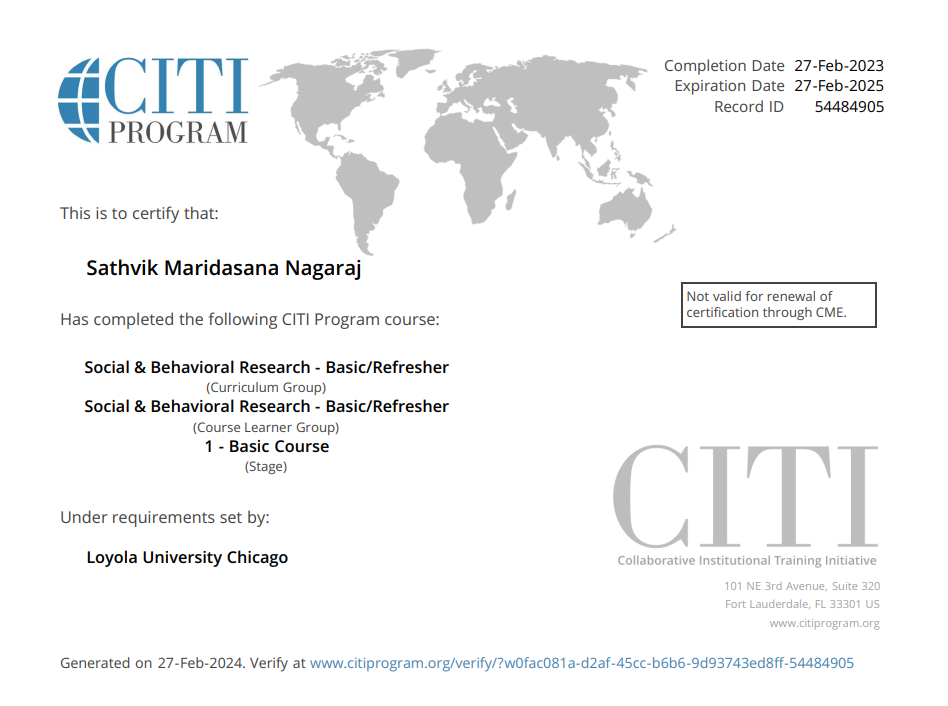 CITI
PROGRAM
Completion Date 27-Feb-2023
Expiration Date 27-Feb-2025
Record ID 54484905
This is to certify that:
Sathvik Maridasana Nagaraj
Has completed the following CITI Program course:
Not valid for renewal of
certification through CME.
Social & Behavioral Research - Basic/Refresher
(Curriculum Group)
Social & Behavioral Research - Basic/Refresher
(Course Learner Group)
1 - Basic Course
(Stage)
Under requirements set by:
Loyola University Chicago
CITI
Collaborative Institutional Training Initiative
101 NE 3rd Avenue, Suite 320
Fort Lauderdale, FL 33301 US
www.citiprogram.org
Generated on 27-Feb-2024. Verify at www.citiprogram.org/verify/?w0fac081a-d2af-45cc-b6b6-9d93743ed8ff-54484905